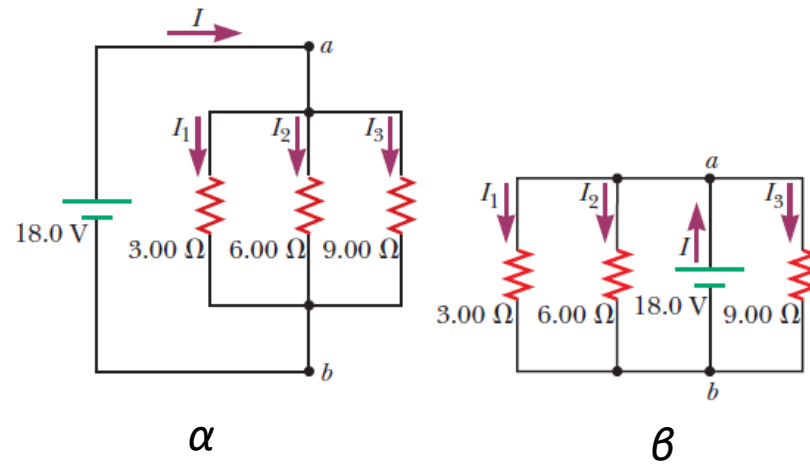 I
a
I1 I2 I3
18.0 V 3.00 Ω 6.00 Ω 9.00 Ω
b
α
a
I1 I2 I I3
3.00 Ω 6.00 Ω 18.0 V 9.00 Ω
b
β